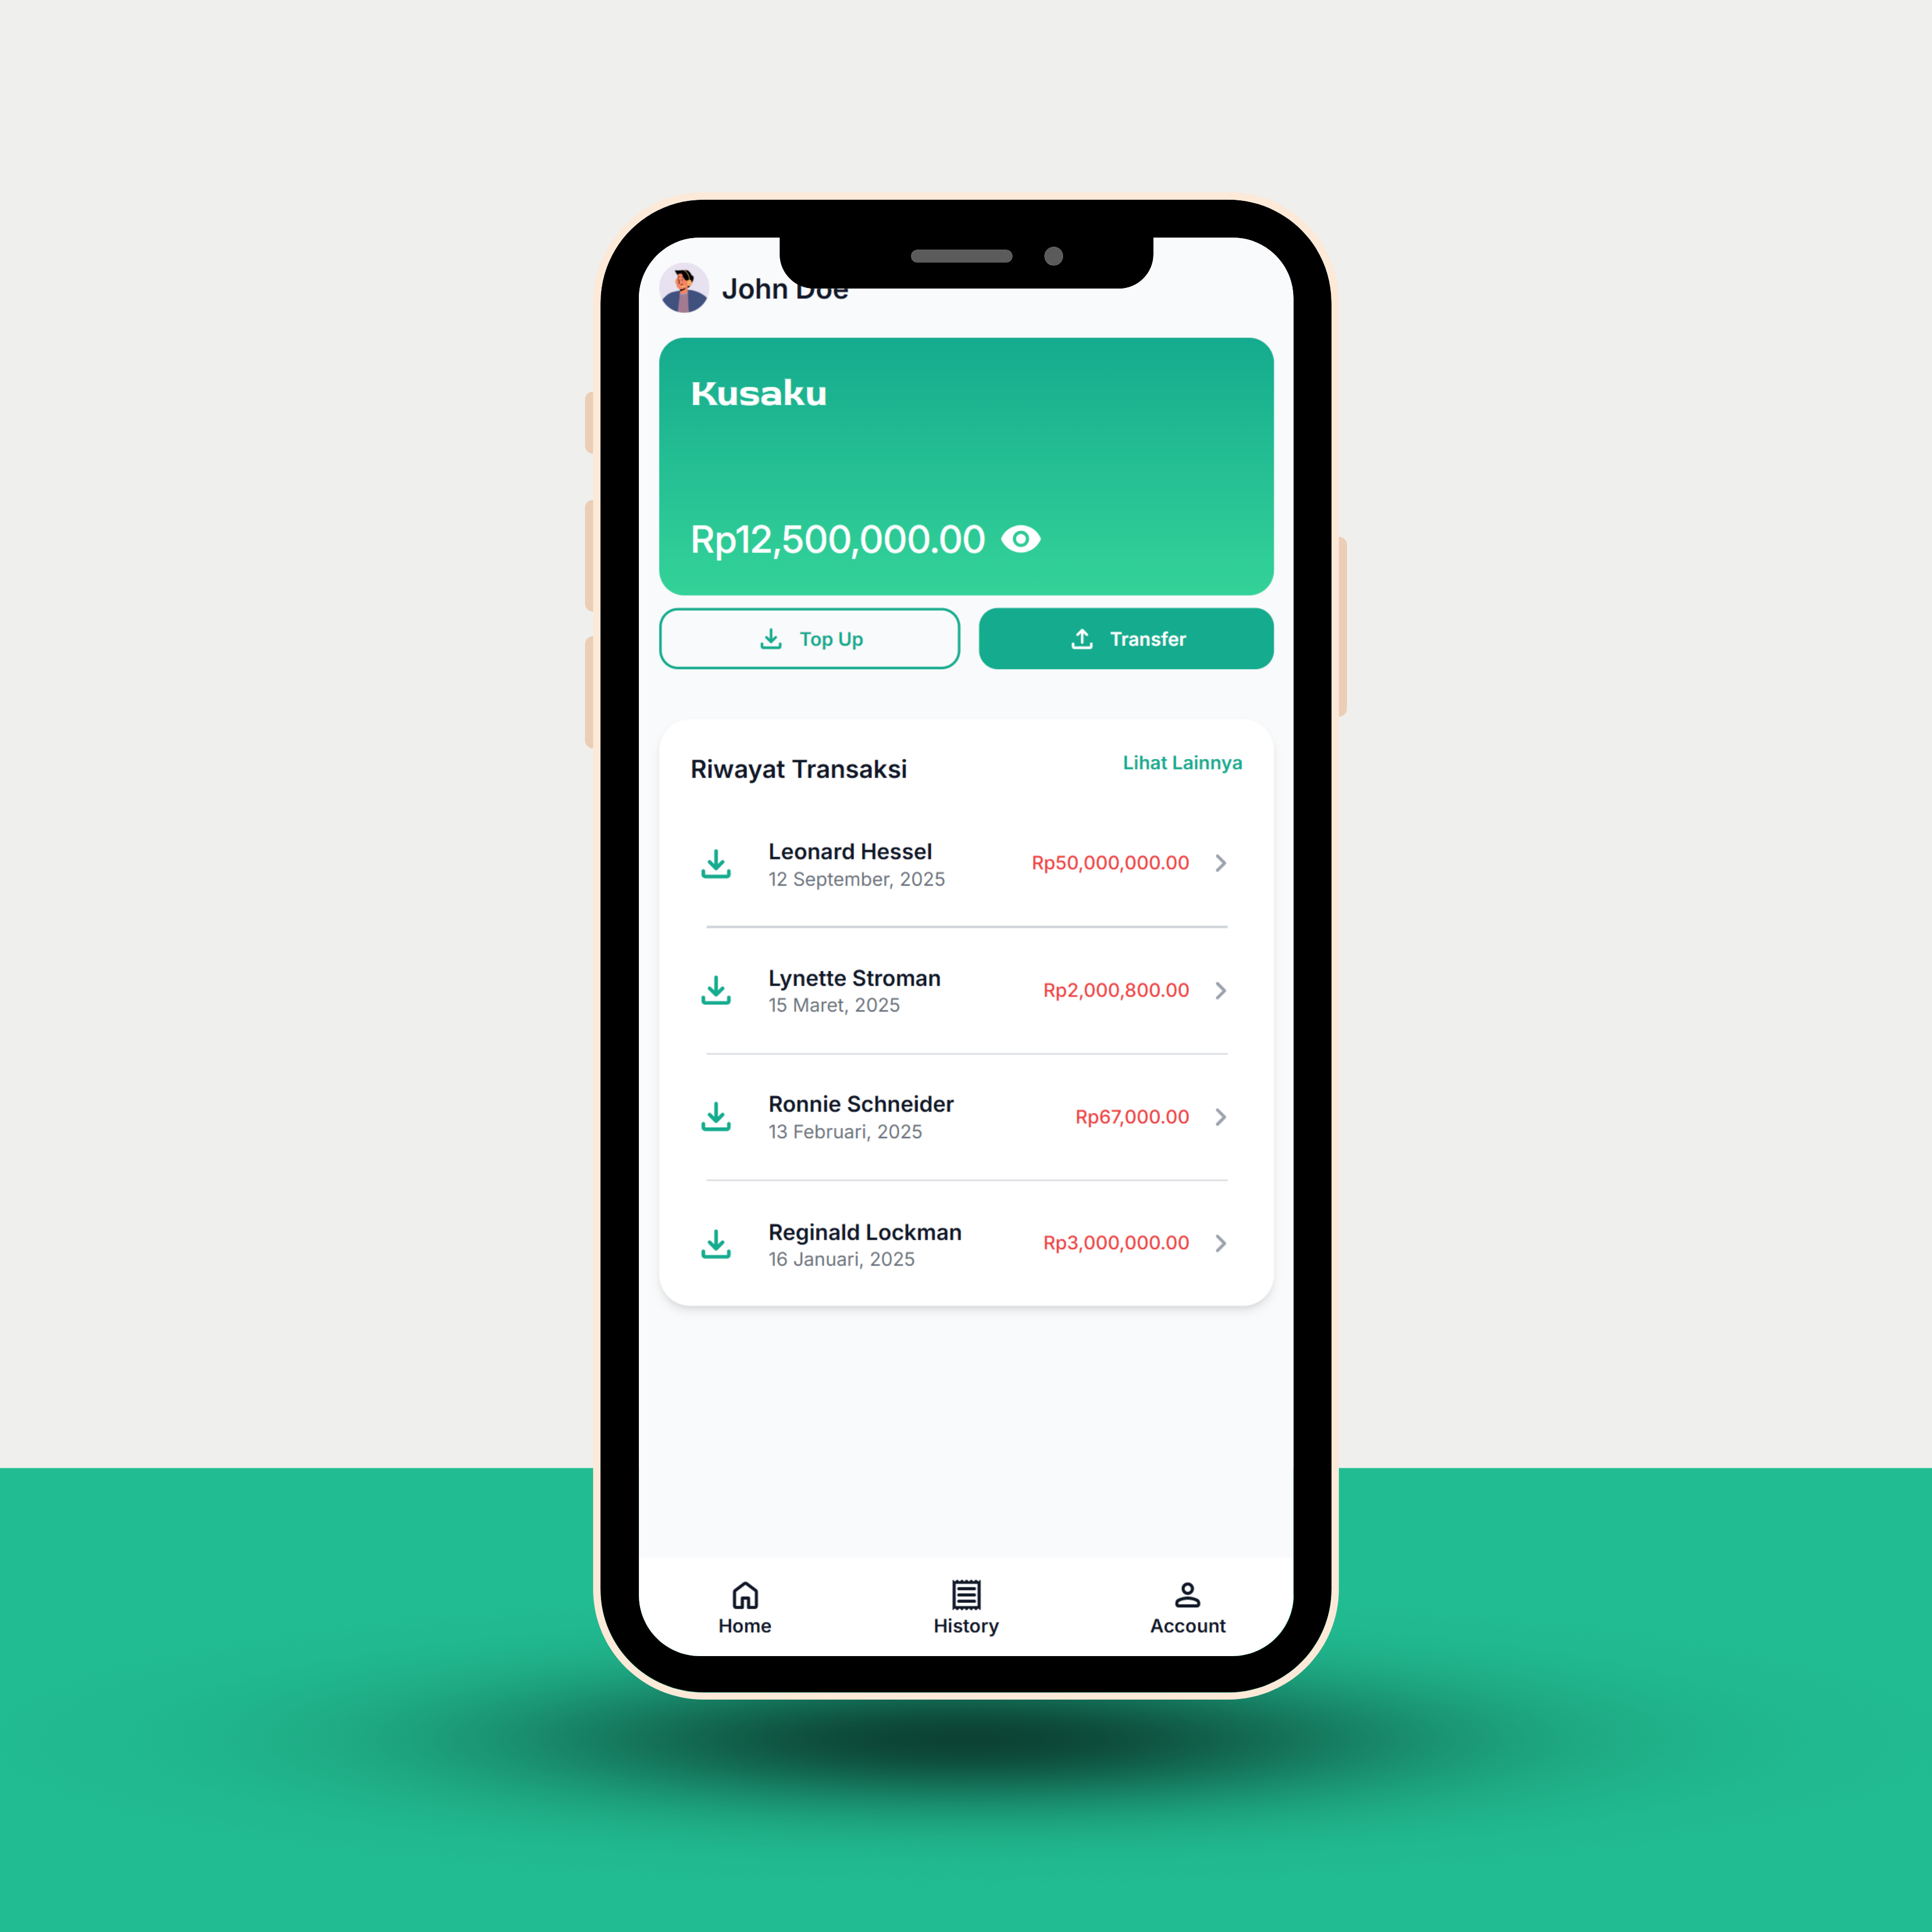 John Doe
Kusaku
Rp12,500,000.00
Top Up
Transfer
Riwayat Transaksi
Lihat Lainnya
Leonard Hessel
12 September, 2025
Rp50,000,000.00
Lynette Stroman
15 Maret, 2025
Rp2,000,800.00
Ronnie Schneider
13 Februari, 2025
Rp67,000.00
Reginald Lockman
16 Januari, 2025
Rp3,000,000.00
Home
History
Account